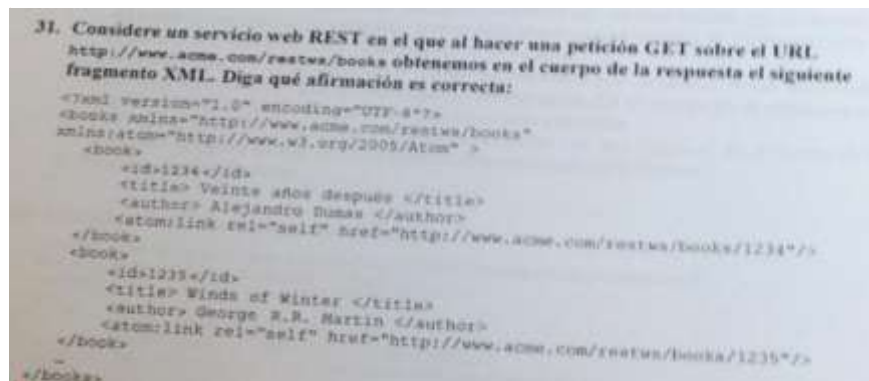 31. Considere un servicio web REST en el que al hacer una petición GET sobre el URL
http://www.acme.com/restws/books obtenemos en el cuerpo de la respuesta el siguiente
fragmento XML. Diga qué afirmación es correcta:
<?xml version="1.0" encoding="UTF-8"?>
<books xmlns="http://www.acme.com/restws/books"
xmlns:atom="http://www.w3.org/2005/Atom" >
<book>
<id>1234</id>
<title> Veinte años después </title>
<author> Alejandro Dumas </author>
<atom:link rel="self" href="http://www.acme.com/restws/books/1234"/>
</book>
<book>
<id>1235</id>
<title> Winds of Winter </title>
<author> George R.R. Martin </author>
<atom:link rel="self" href="http://www.acme.com/restws/books/1235"/>
</book>
…
</books>